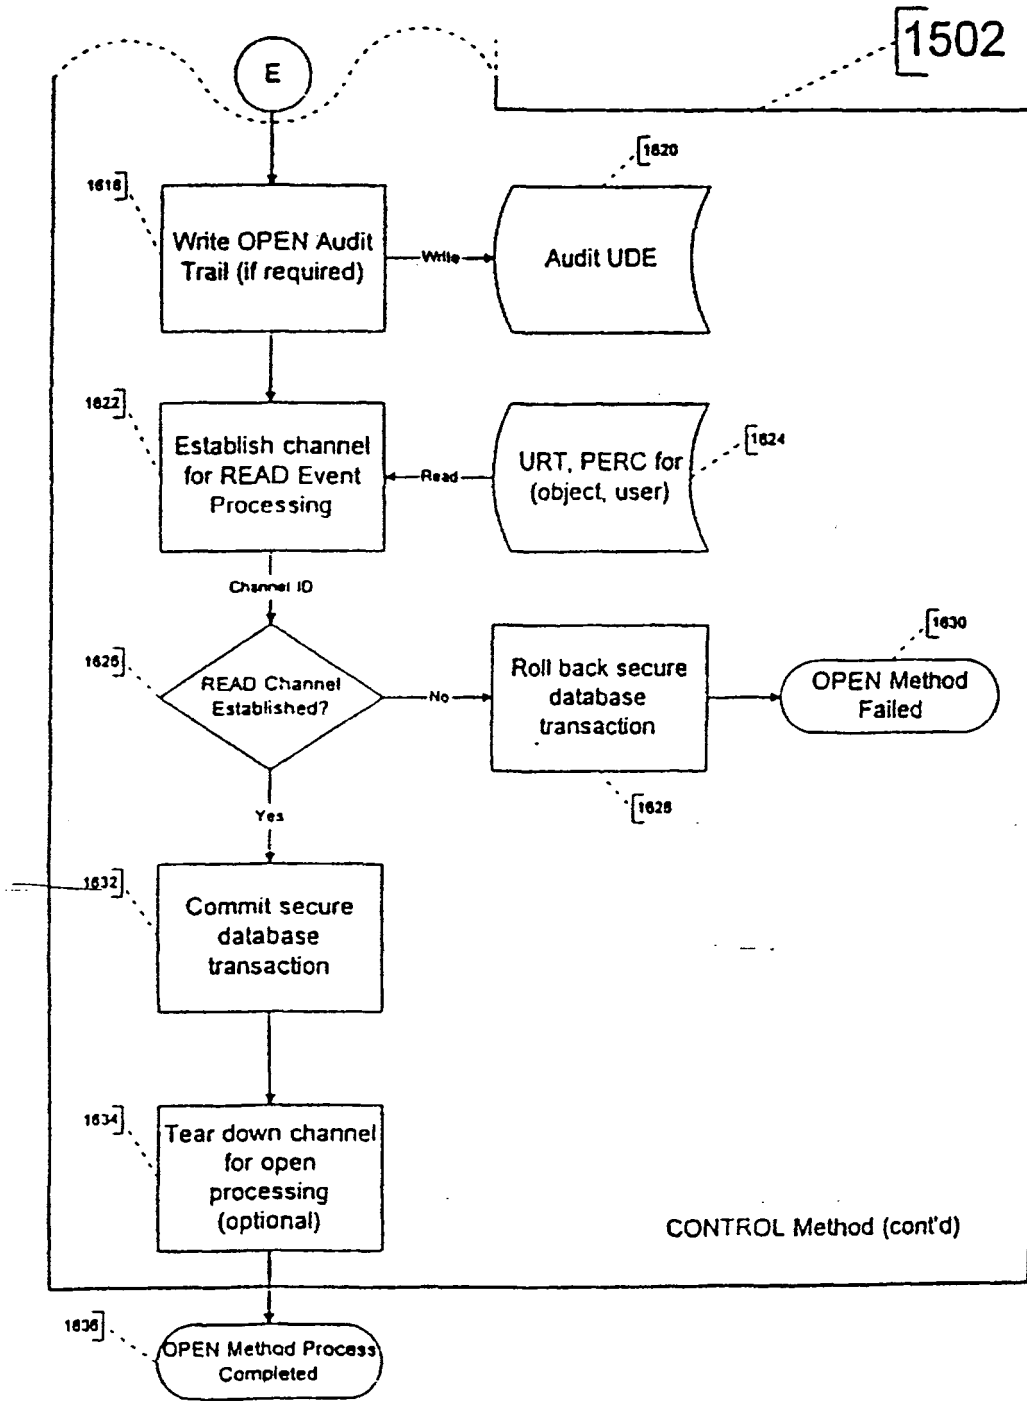 1502
E
1618
Write OPEN Audit
Trail (if required)
Write
1620
Audit UDE
1622
Establish channel
for READ Event
Processing
Read
URT, PERC for
(object, user)
1624
Channel ID
1626
READ Channel
Established?
No
Roll back secure
database
transaction
1628
OPEN Method
Failed
1630
Yes
1632
Commit secure
database
transaction
1634
Tear down channel
for open
processing
(optional)
CONTROL Method (cont'd)
1636
OPEN Method Process
Completed